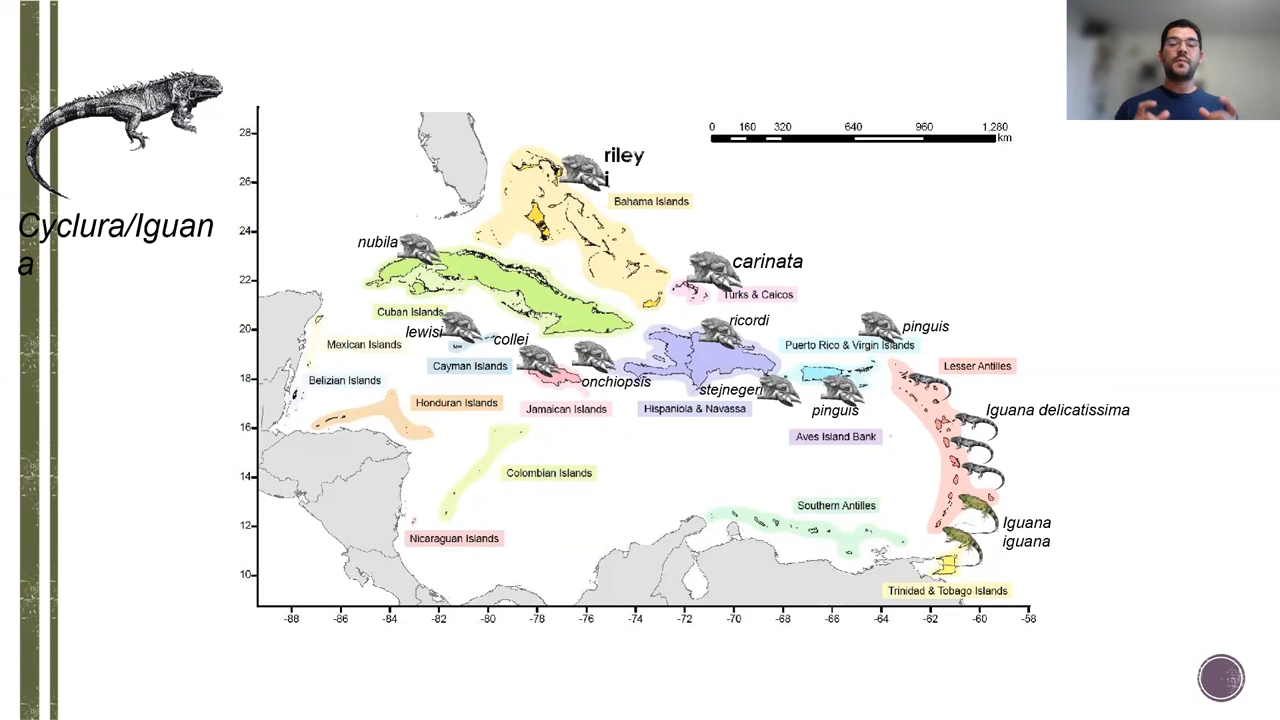 Cyclura/Iguan
a
0 160 320 640 960 1,280
km
28
26
24
22
20
18
16
14
12
10
riley
i
Bahama Islands
nubila
carinata
Turks & Caicos
Cuban Islands
lewisi
collei
ricordi
pinguis
Mexican Islands
Puerto Rico & Virgin Islands
Cayman Islands
Lesser Antilles
Belizian Islands
onchiopsis
stejnegeri
Honduran Islands
Jamaican Islands
Hispaniola & Navassa
pinguis
Iguana delicatissima
Aves Island Bank
Colombian Islands
Southern Antilles
Iguana
iguana
Nicaraguan Islands
Trinidad & Tobago Islands
-88 -86 -84 -82 -80 -78 -76 -74 -72 -70 -68 -66 -64 -62 -60 -58